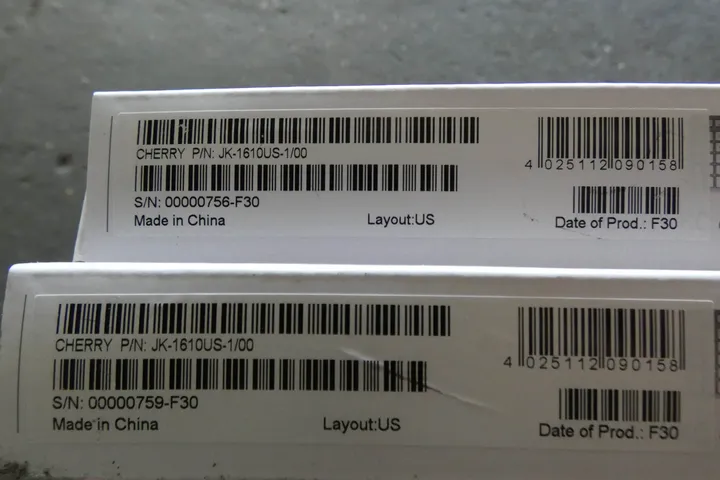 CHERRY P/N: JK-1610US-1/00
4 025112 090158
S/N: 00000756-F30
Made in China Layout:US Date of Prod.: F30
CHERRY P/N: JK-1610US-1/00
4 025112 090158
S/N: 00000759-F30
Made in China Layout:US Date of Prod.: F30